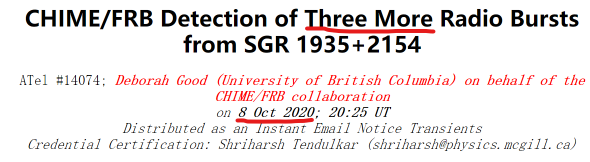 CHIME/FRB Detection of Three More Radio Bursts
from SGR 1935+2154
ATel #14074; Deborah Good (University of British Columbia) on behalf of the
CHIME/FRB collaboration
on 8 Oct 2020; 20:25 UT
Distributed as an Instant Email Notice Transients
Credential Certification: Shriharsh Tendulkar (shriharsh@physics.mcgill.ca)